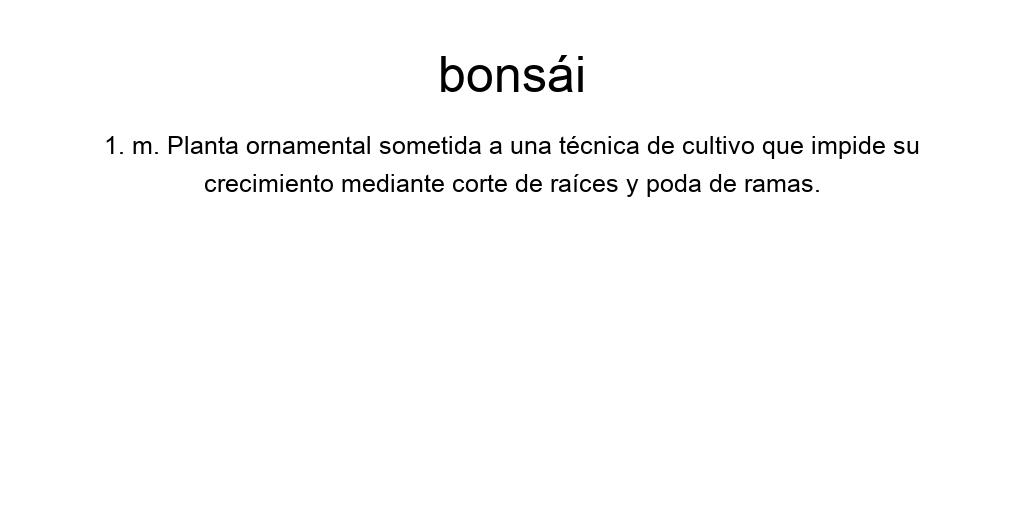 bonsái
1. m. Planta ornamental sometida a una técnica de cultivo que impide su
crecimiento mediante corte de raíces y poda de ramas.